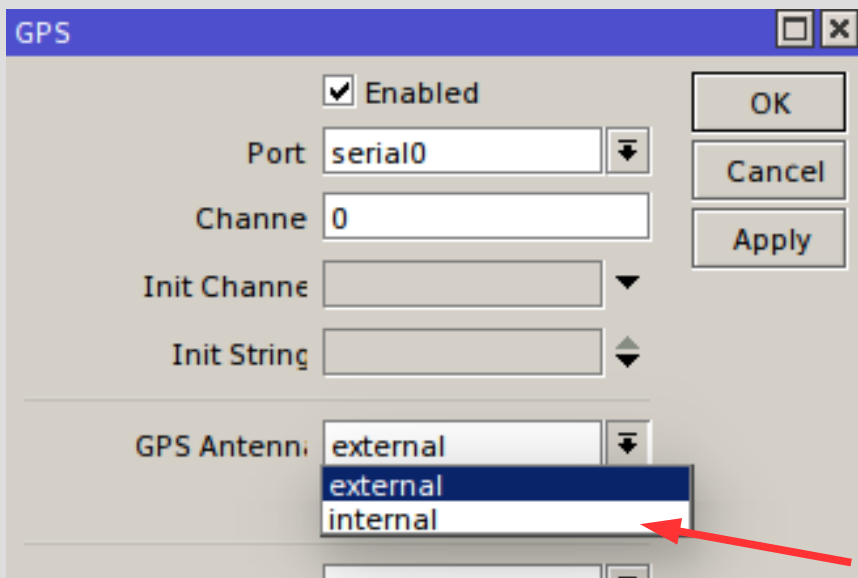 GPS
Enabled
OK
Port serial0
Cancel
Channe 0
Apply
Init Channe
Init String
GPS Antenn external
external
internal